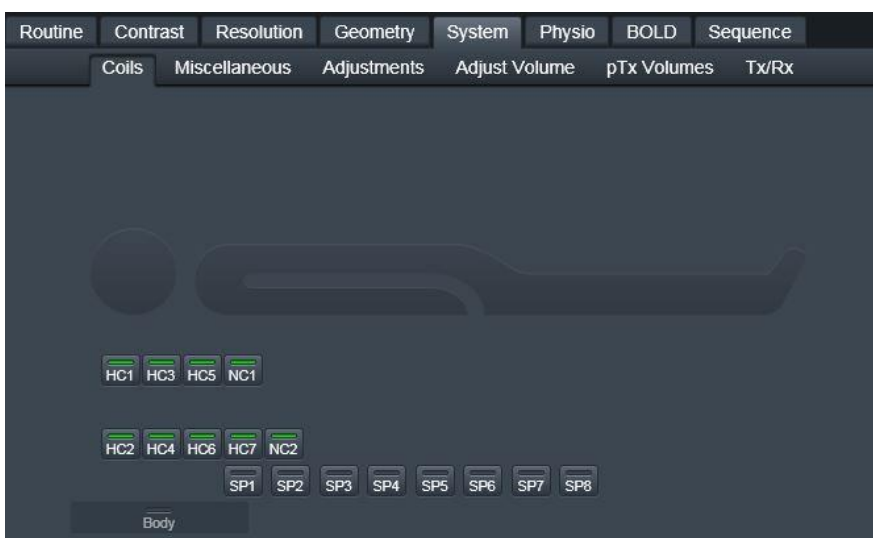 Routine Contrast Resolution Geometry System Physio BOLD Sequence
Coils Miscellaneous Adjustments Adjust Volume pTx Volumes Tx/Rx
HC1 HC3 HC5 NC1
HC2 HC4 HC6 HC7 NC2
SP1 SP2 SP3 SP4 SP5 SP6 SP7 SP8
Body